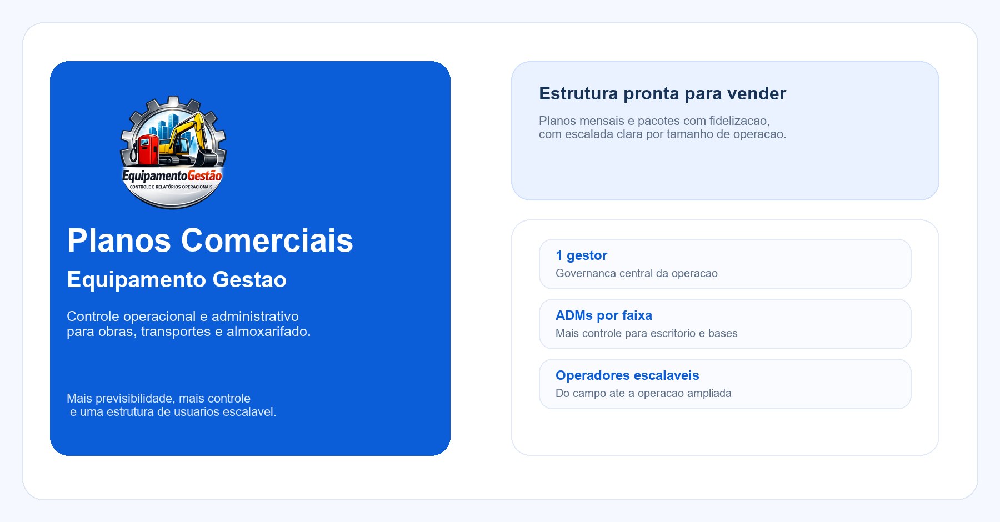 EquipamentoGestão
CONTROLE E RELATÓRIOS OPERACIONAIS
Planos Comerciais
Equipamento Gestao
Controle operacional e administrativo
para obras, transportes e almoxarifado.
Mais previsibilidade, mais controle
e uma estrutura de usuarios escalavel.
Estrutura pronta para vender
Planos mensais e pacotes com fidelizacao,
com escalada clara por tamanho de operacao.
1 gestor
Governanca central da operacao
ADMs por faixa
Mais controle para escritorio e bases
Operadores escalaveis
Do campo ate a operacao ampliada